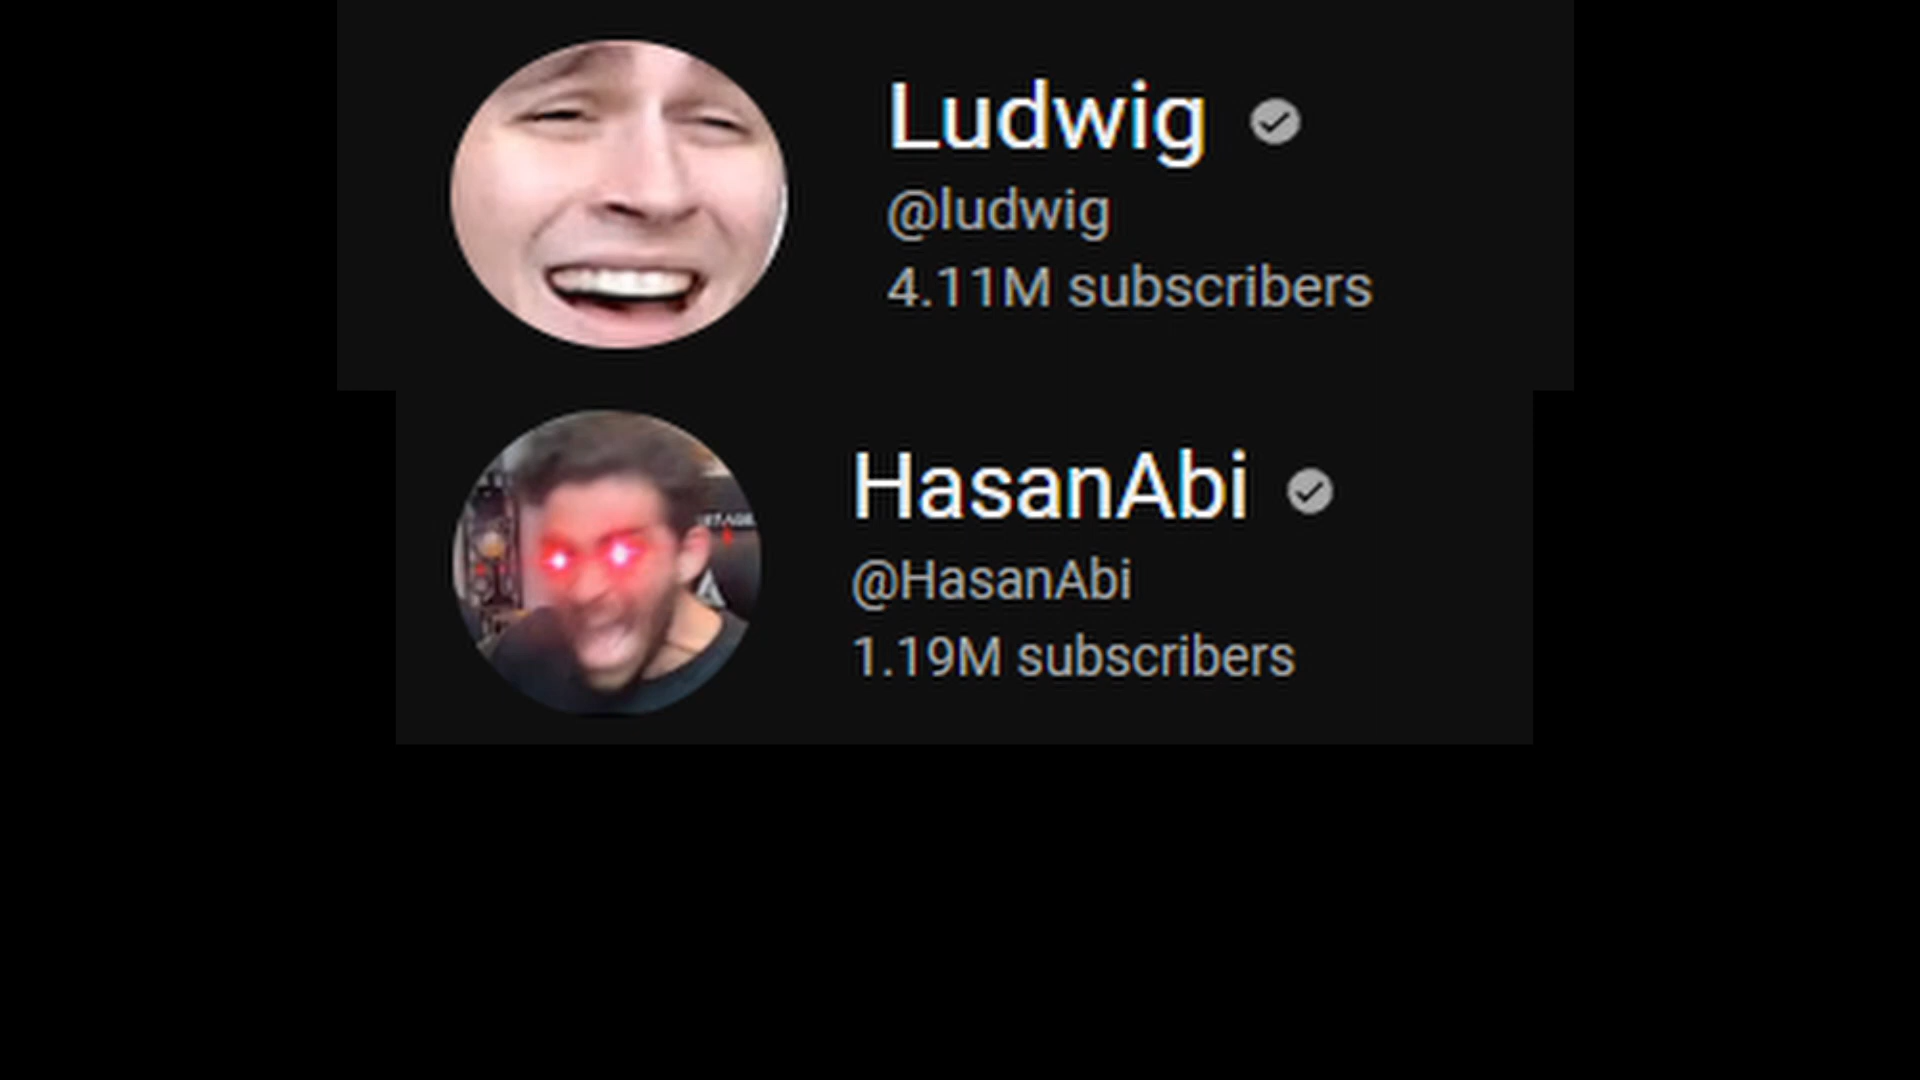 Ludwig
@ludwig
4.11M subscribers
HasanAbi
@HasanAbi
1.19M subscribers